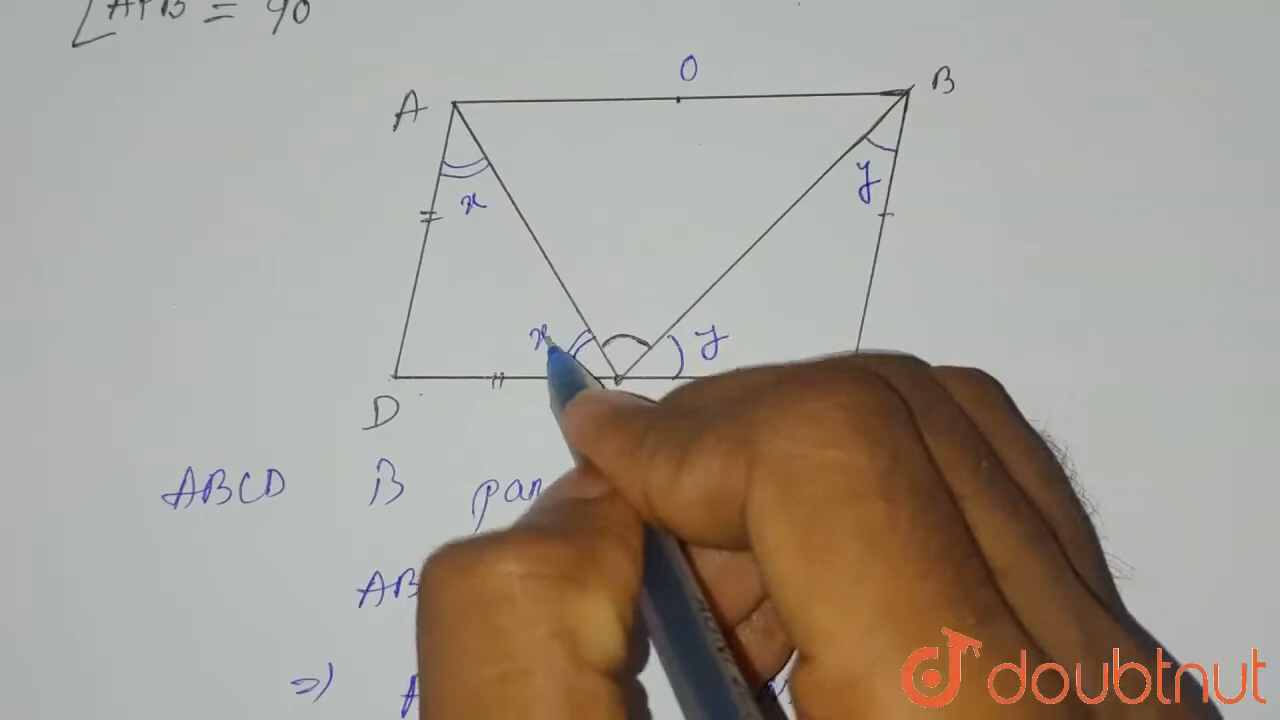 ∠APB = 90
O
A B
x y
x y
D
ABCD is par
AB
=>) A
doubtnut